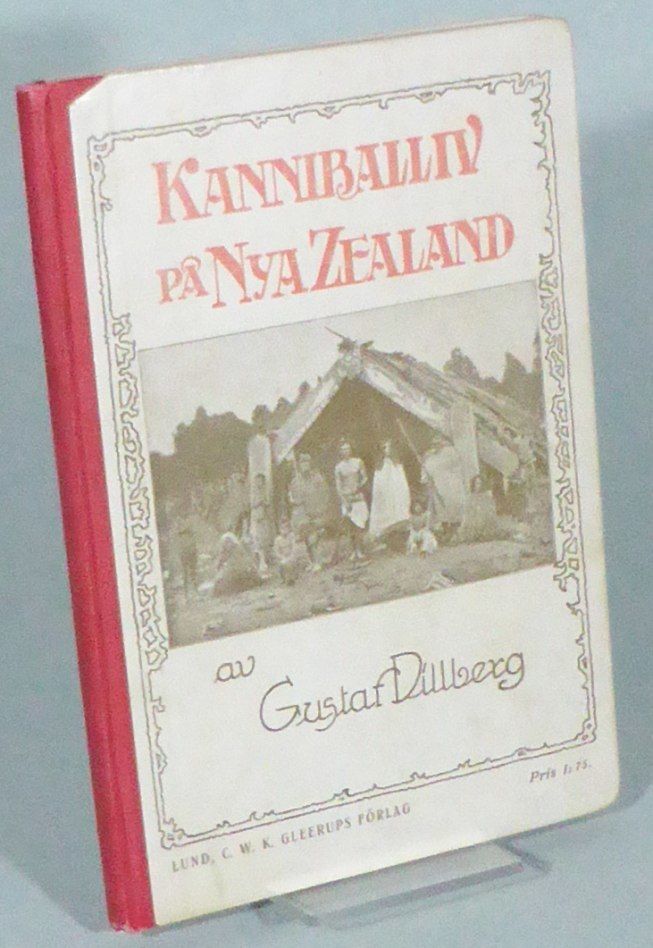 KANNIBALLIV
PÅ NYA ZEALAND
av
Gustaf Dillberg
LUND, C. W. K. GLEERUPS FÖRLAG
Pris 1:75.